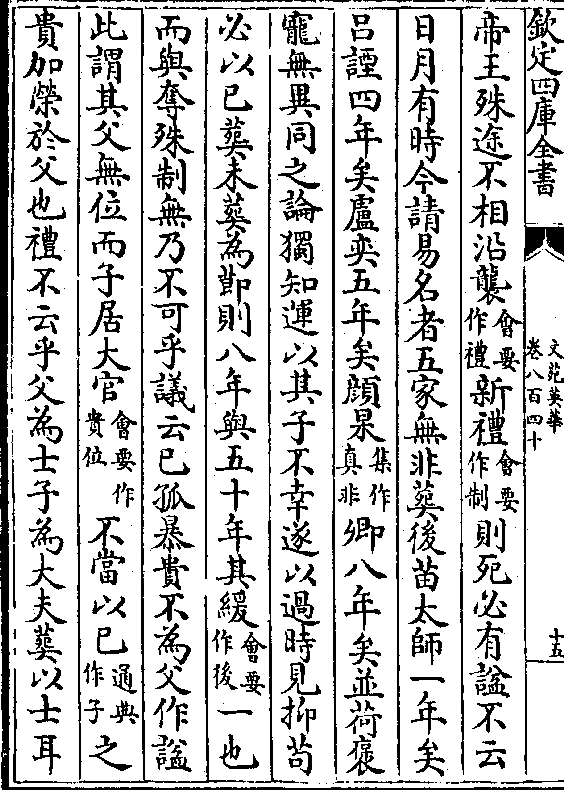 欽定四庫全書
文苑英華
卷八百四十
十五
帝王殊途不相沿襲會要作禮新禮會要作制則死必有諡不云
日月有時今請易名者五家無非葬後苗太師一年矣
呂諲四年矣盧奕五年矣顔杲集作真非卿八年矣並荷襃
寵無異同之論獨知運以其子不幸遂以過時見抑茍
必以已葬未葬為節則八年與五十年其緩會要作後一也
而與奪殊制無乃不可乎議云已孤暴貴不為父作諡
此謂其父無位而子居大官會要作貴位不當以已通典作子之
貴加榮於父也禮不云乎父為士子為大夫葬以士耳